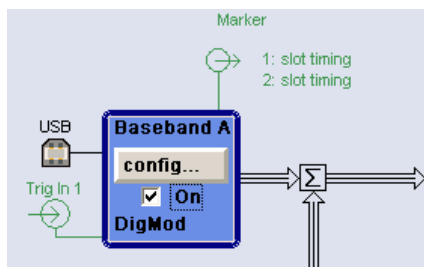 Marker
1: slot timing
2: slot timing
USB
Baseband A
config...
Trig In 1
On
DigMod
Σ